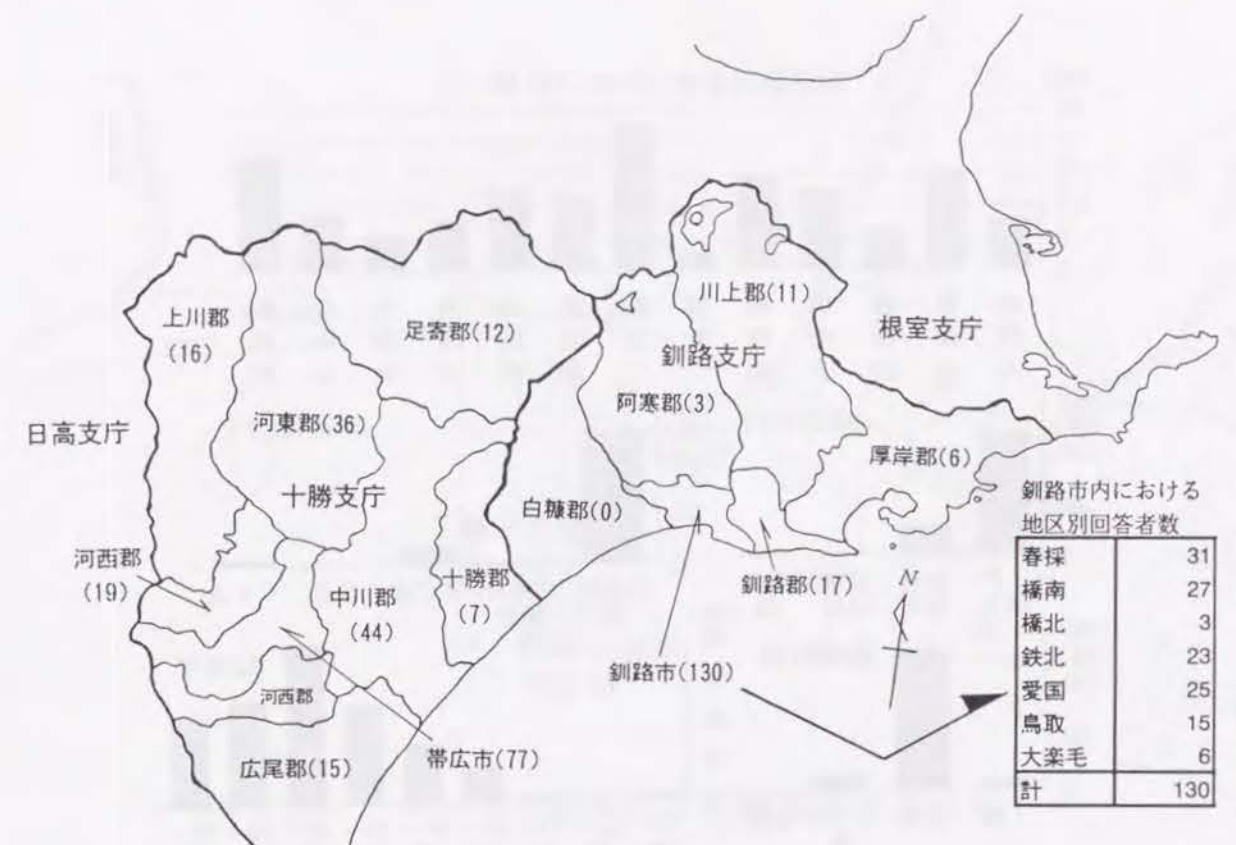 川上郡(11)
根室支庁
上川郡
(16)
足寄郡(12)
釧路支庁
阿寒郡(3)
日高支庁
河東郡(36)
厚岸郡(6)
十勝支庁
白糠郡(0)
河西郡
(19)
十勝郡
(7)
中川郡
(44)
釧路郡(17)
N
釧路市(130)
河西郡
帯広市(77)
広尾郡(15)
釧路市内における
地区別回答者数
春採 31
橋南 27
橋北 3
鉄北 23
愛国 25
鳥取 15
大楽毛 6
計 130